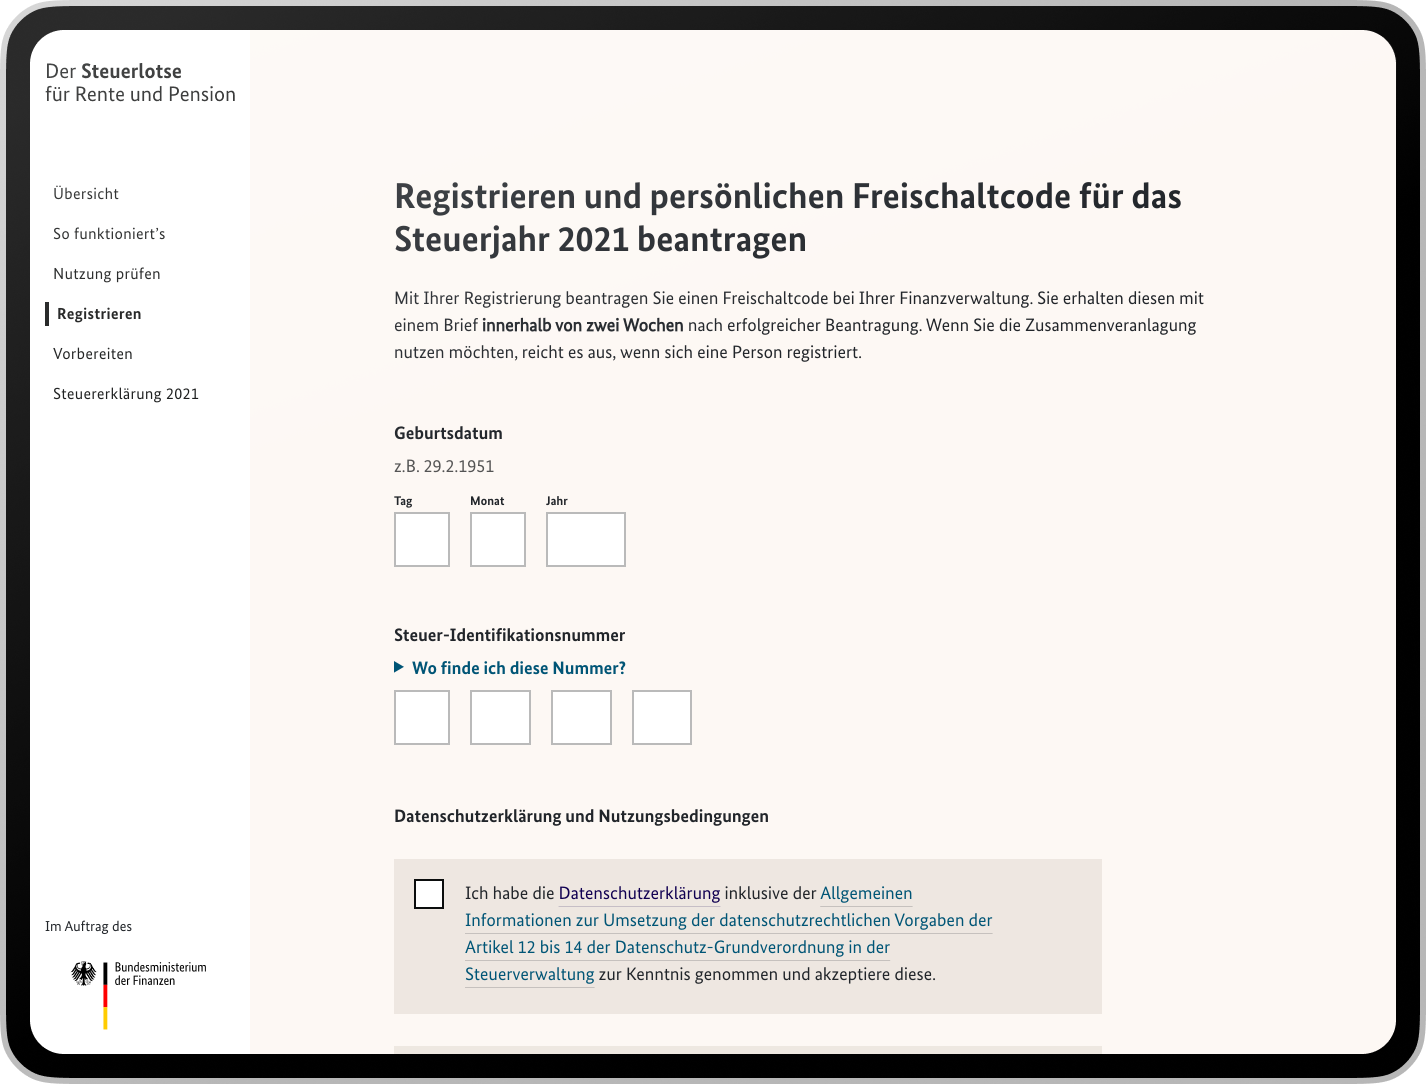 Der Steuerlotse
für Rente und Pension
Übersicht
So funktioniert’s
Nutzung prüfen
Registrieren
Vorbereiten
Steuererklärung 2021
Im Auftrag des
Bundesministerium
der Finanzen
Registrieren und persönlichen Freischaltcode für das
Steuerjahr 2021 beantragen
Mit Ihrer Registrierung beantragen Sie einen Freischaltcode bei Ihrer Finanzverwaltung. Sie erhalten diesen mit
einem Brief innerhalb von zwei Wochen nach erfolgreicher Beantragung. Wenn Sie die Zusammenveranlagung
nutzen möchten, reicht es aus, wenn sich eine Person registriert.
Geburtsdatum
z.B. 29.2.1951
Tag Monat Jahr
Steuer-Identifikationsnummer
Wo finde ich diese Nummer?
Datenschutzerklärung und Nutzungsbedingungen
Ich habe die Datenschutzerklärung inklusive der Allgemeinen
Informationen zur Umsetzung der datenschutzrechtlichen Vorgaben der
Artikel 12 bis 14 der Datenschutz-Grundverordnung in der
Steuerverwaltung zur Kenntnis genommen und akzeptiere diese.